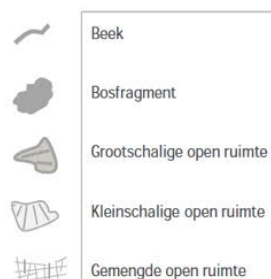 Beek
Bosfragment
Grootschalige open ruimte
Kleinschalige open ruimte
Gemengde open ruimte